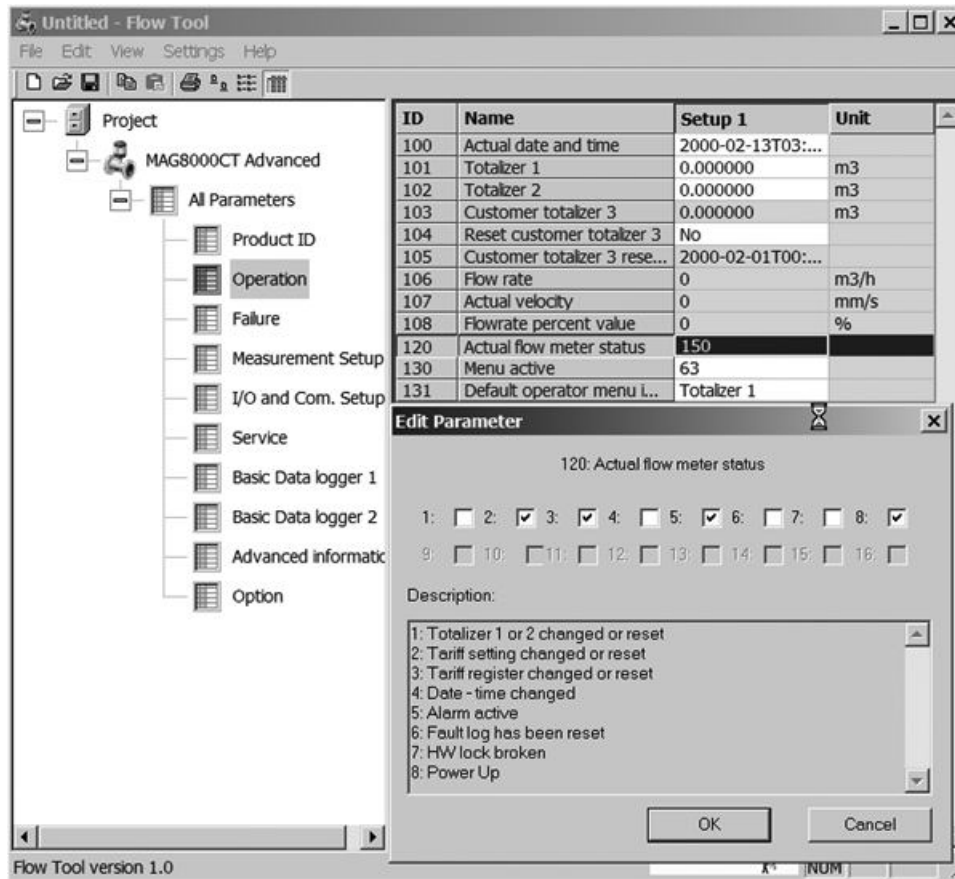 Untitled - Flow Tool
File Edit View Settings Help
Project
MAG8000CT Advanced
All Parameters
Product ID
Operation
Failure
Measurement Setup
I/O and Com. Setup
Service
Basic Data logger 1
Basic Data logger 2
Advanced informatic
Option
ID Name Setup 1 Unit
100 Actual date and time 2000-02-13T03:...
101 Totalizer 1 0.000000 m3
102 Totalizer 2 0.000000 m3
103 Customer totalizer 3 0.000000 m3
104 Reset customer totalizer 3 No
105 Customer totalizer 3 rese... 2000-02-01T00:...
106 Flow rate 0 m3/h
107 Actual velocity 0 mm/s
108 Flowrate percent value 0 %
120 Actual flow meter status 150
130 Menu active 63
131 Default operator menu i... Totalizer 1
Edit Parameter
120: Actual flow meter status
1: 2: 3: 4: 5: 6: 7: 8:
9: 10: 11: 12: 13: 14: 15: 16:
Description:
1: Totalizer 1 or 2 changed or reset
2: Tariff setting changed or reset
3: Tariff register changed or reset
4: Date - time changed
5: Alarm active
6: Fault log has been reset
7: HW lock broken
8: Power Up
OK Cancel
Flow Tool version 1.0
NUM